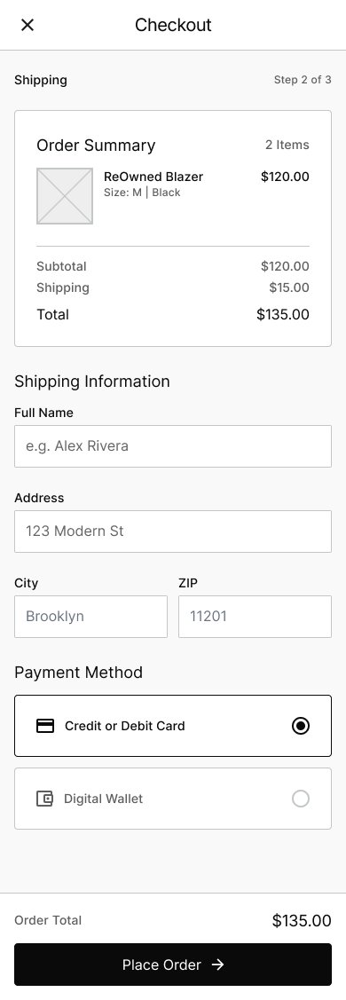 Checkout
Shipping Step 2 of 3
Order Summary 2 Items
ReOwned Blazer $120.00
Size: M | Black
Subtotal $120.00
Shipping $15.00
Total $135.00
Shipping Information
Full Name
e.g. Alex Rivera
Address
123 Modern St
City ZIP
Brooklyn 11201
Payment Method
Credit or Debit Card
Digital Wallet
Order Total $135.00
Place Order →